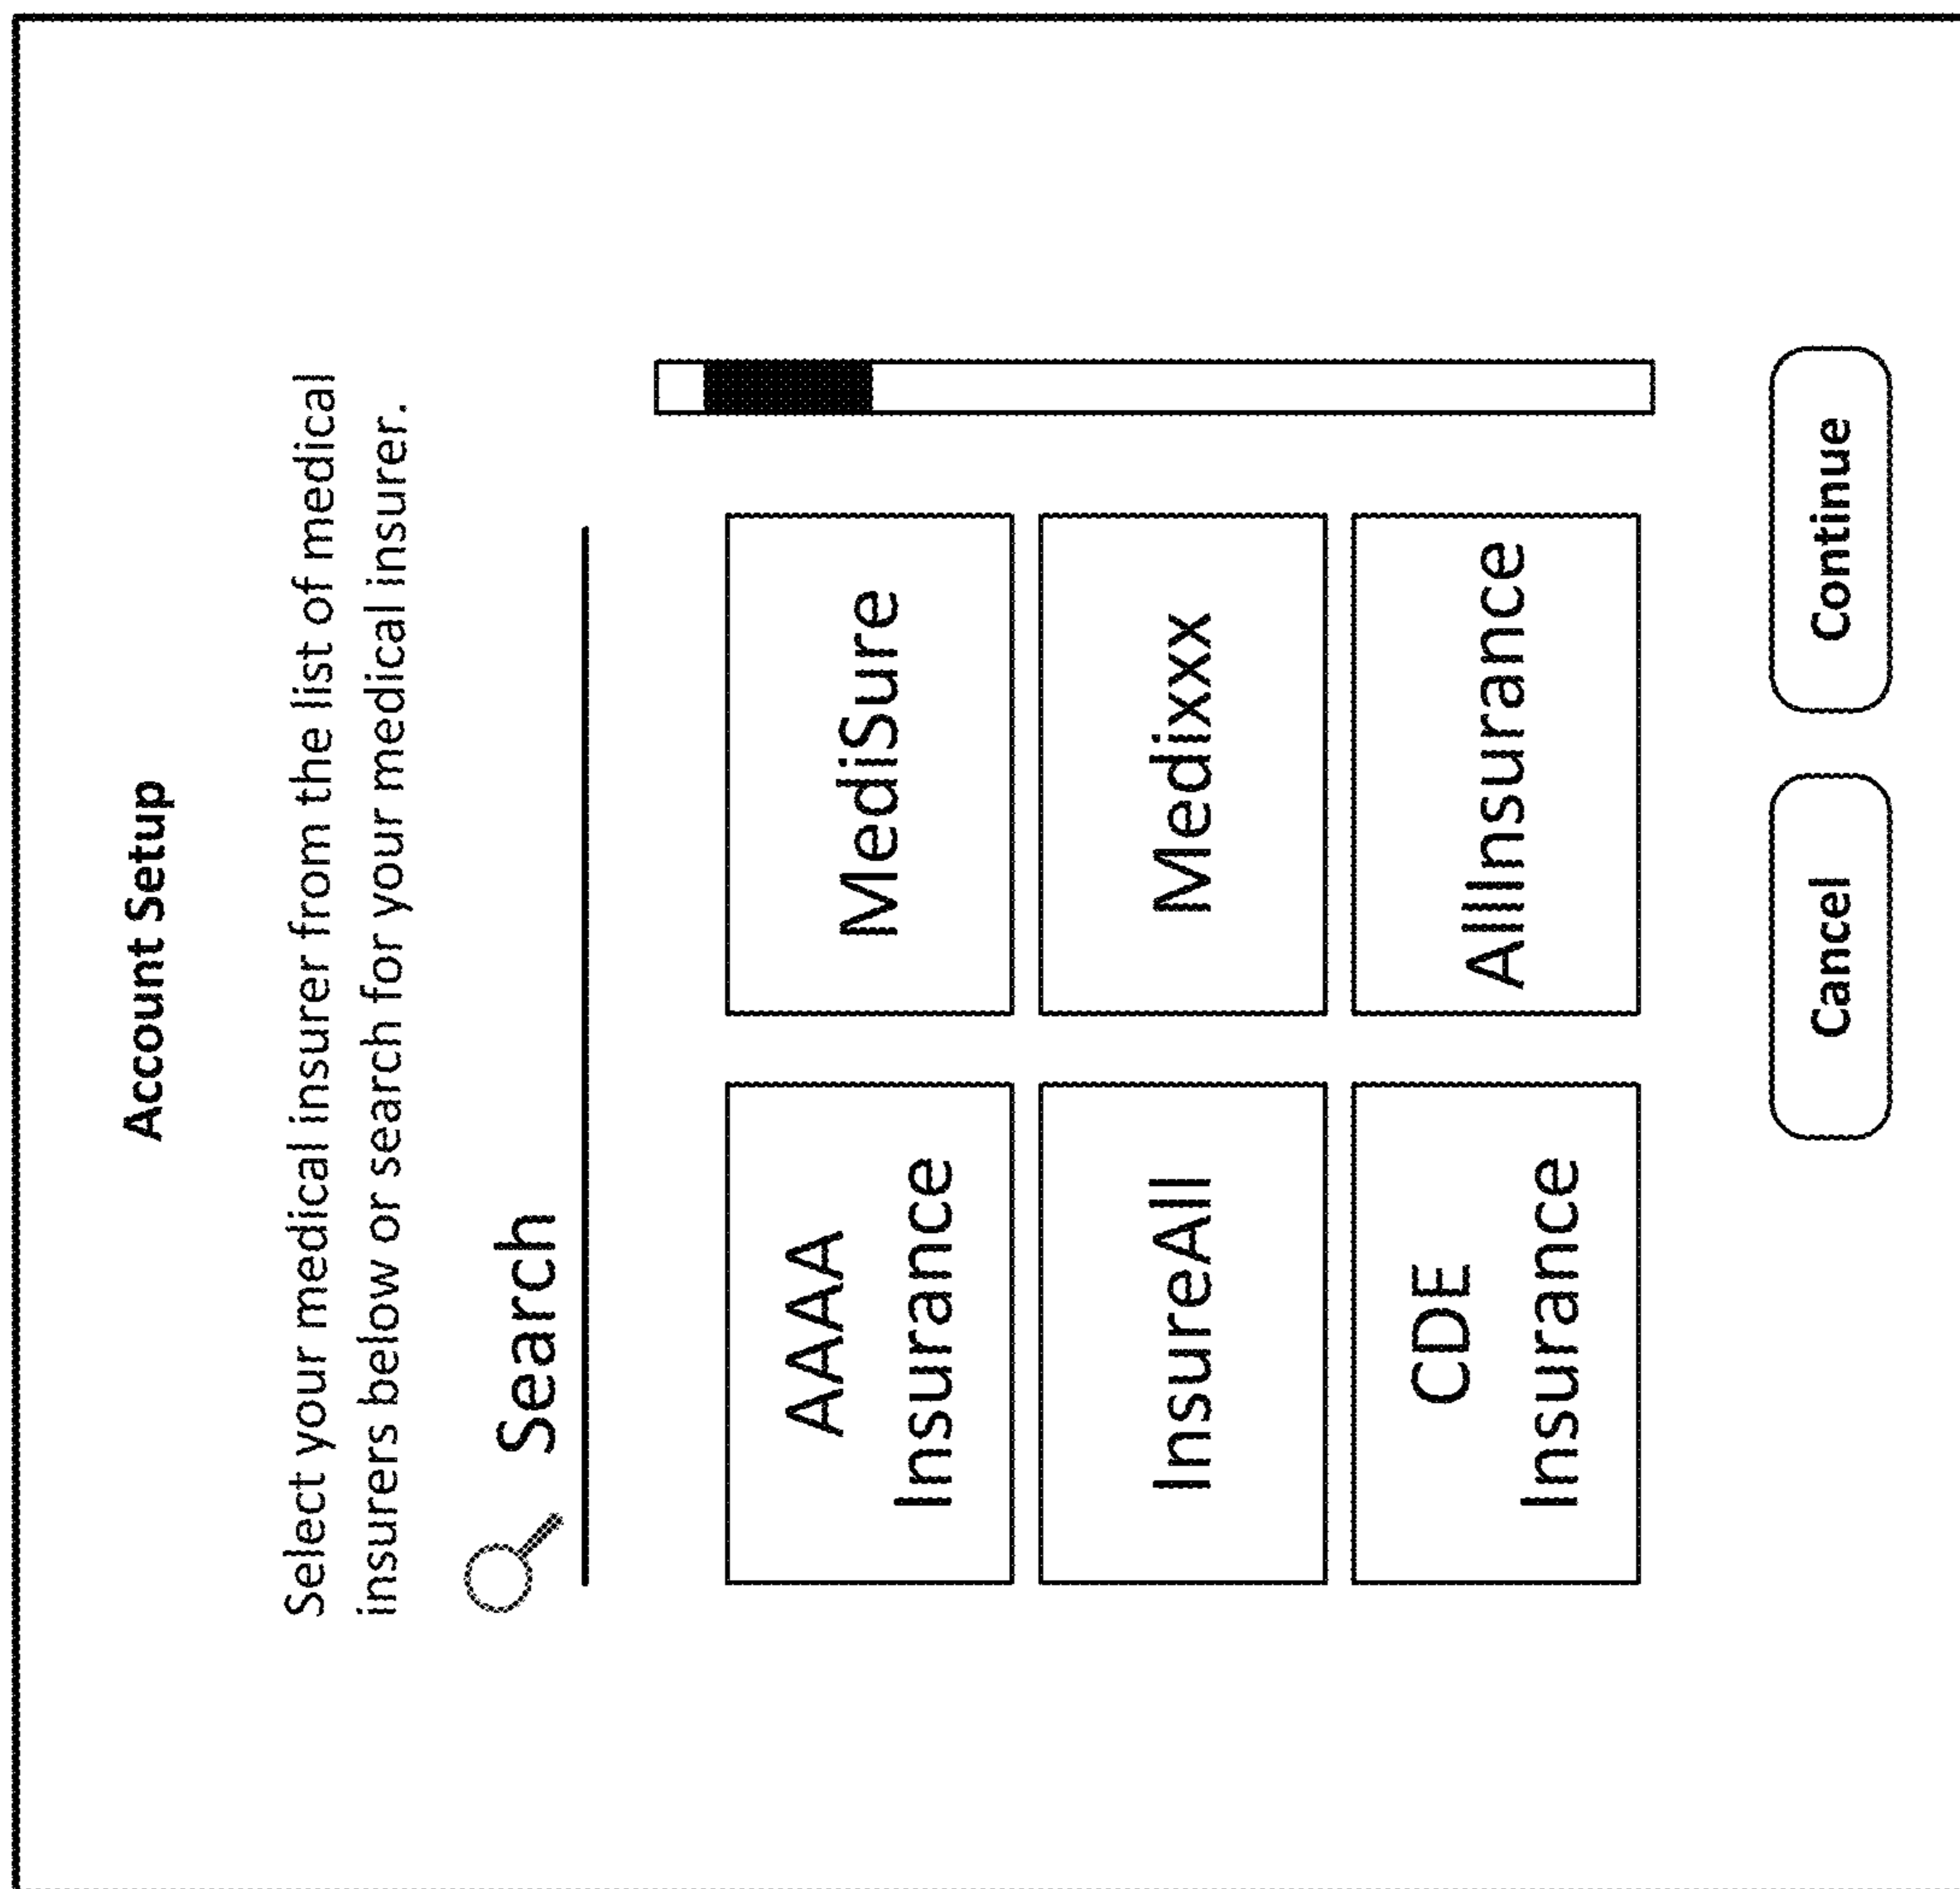 Account Setup
Select your medical insurer from the list of medical
insurers below or search for your medical insurer.
Search
AAAA
Insurance
MediSure
InsureAll
Medixxx
CDE
Insurance
AllInsurance
Cancel
Continue